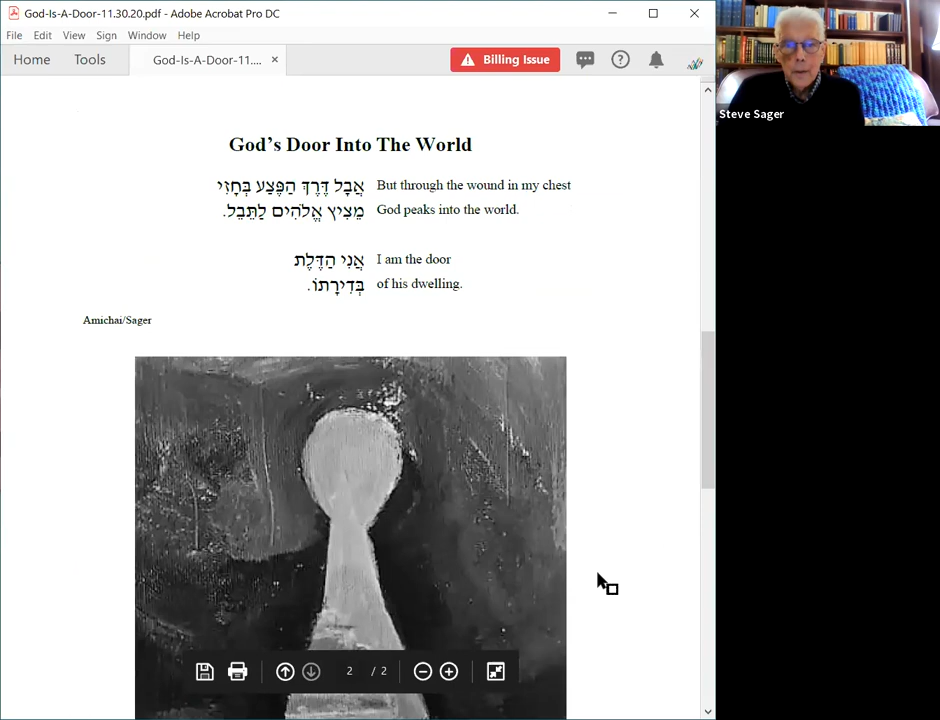 God-Is-A-Door-11.30.20.pdf - Adobe Acrobat Pro DC
File Edit View Sign Window Help
Home Tools God-Is-A-Door-11.... × Billing Issue
Steve Sager
God's Door Into The World
אֲבָל דֶּרֶךְ הַפֶּצַע בְּחָזִי But through the wound in my chest
מֵצִיץ אֱלֹהִים לַתֵּבֵל. God peaks into the world.
אֲנִי הַדֶּלֶת I am the door
בְּדִירָתוֹ. of his dwelling.
Amichai/Sager
2 / 2